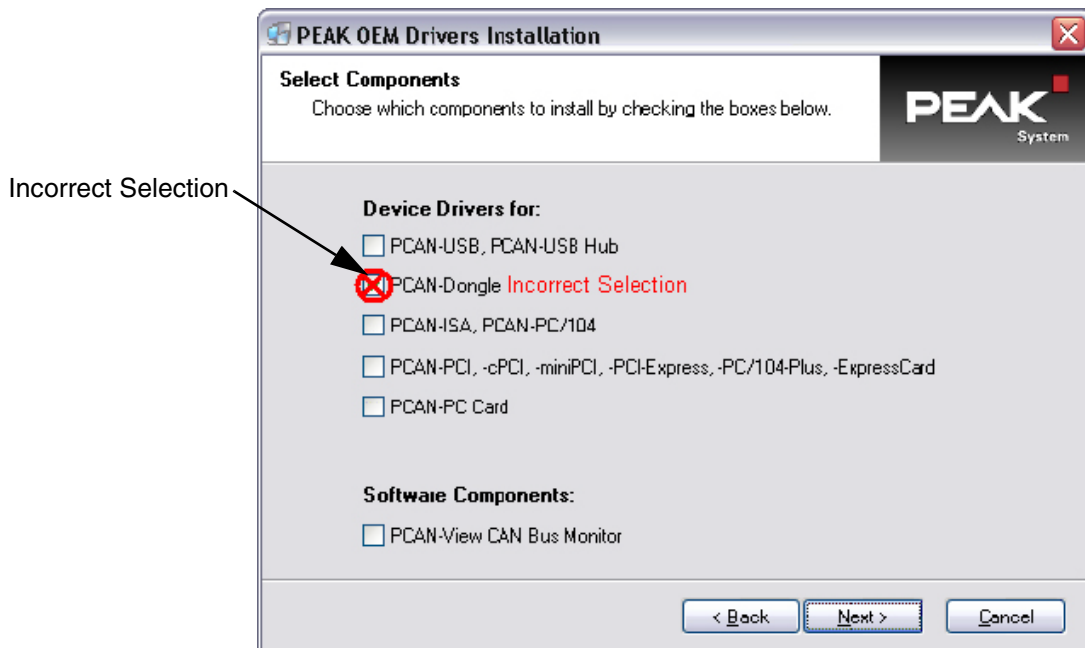 PEAK OEM Drivers Installation
Select Components
Choose which components to install by checking the boxes below.
PEAK
System
Incorrect Selection
Device Drivers for:
PCAN-USB, PCAN-USB Hub
PCAN-Dongle Incorrect Selection
PCAN-ISA, PCAN-PC/104
PCAN-PCI, -cPCI, -miniPCI, -PCI-Express, -PC/104-Plus, -ExpressCard
PCAN-PC Card
Software Components:
PCAN-View CAN Bus Monitor
< Back
Next >
Cancel